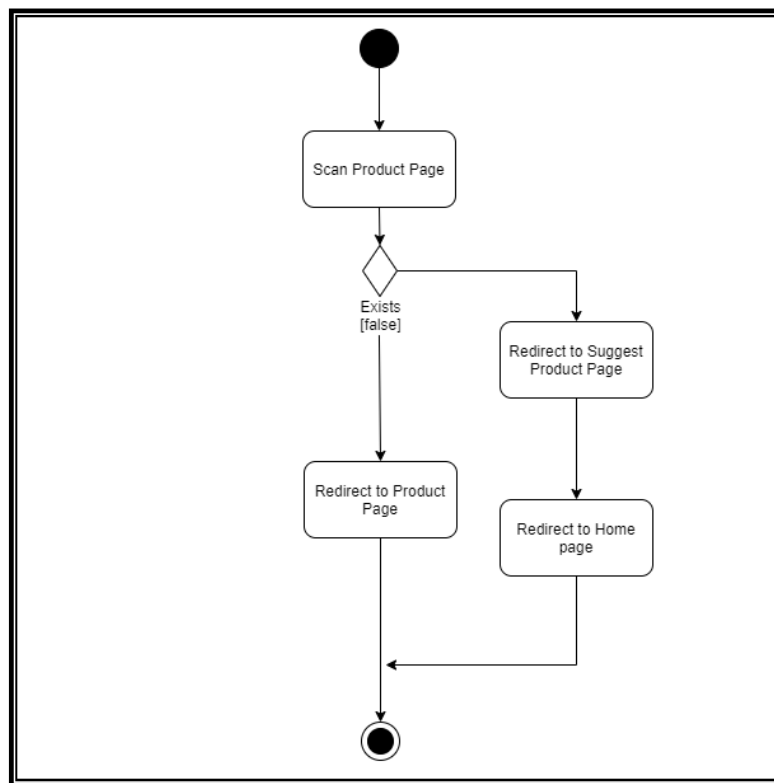 Scan Product Page
Exists
[false]
Redirect to Suggest
Product Page
Redirect to Product
Page
Redirect to Home
page